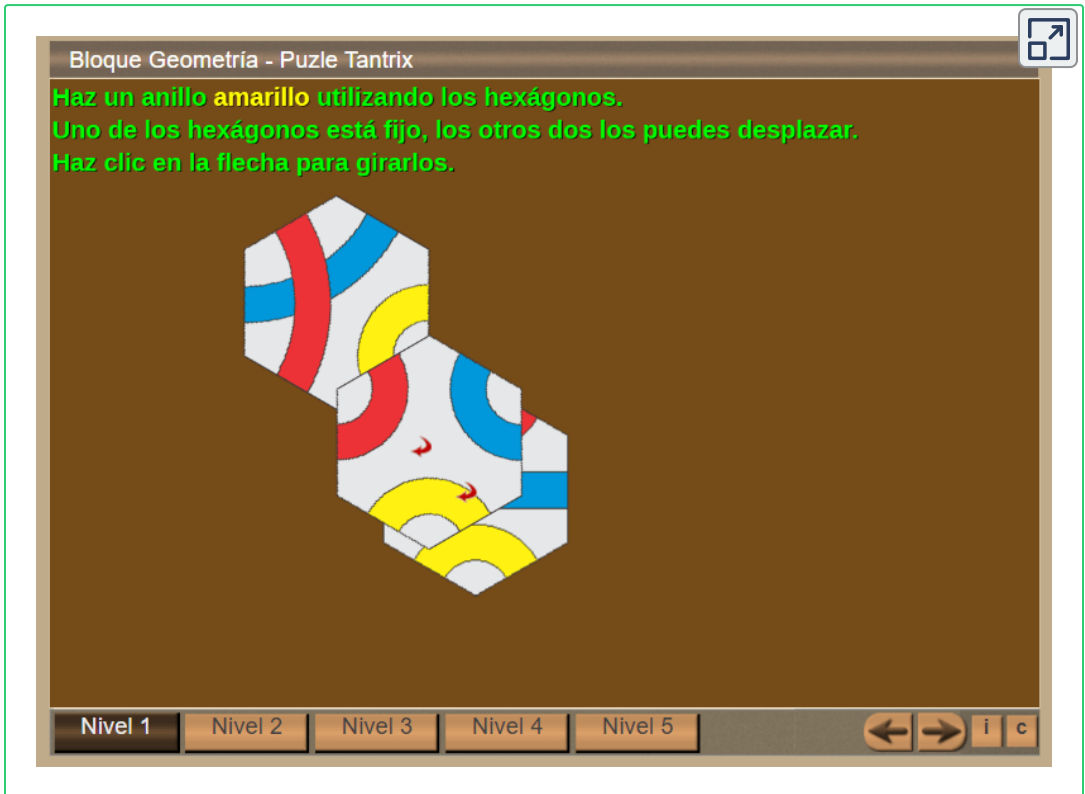 Bloque Geometría - Puzle Tantrix
Haz un anillo amarillo utilizando los hexágonos.
Uno de los hexágonos está fijo, los otros dos los puedes desplazar.
Haz clic en la flecha para girarlos.
Nivel 1 Nivel 2 Nivel 3 Nivel 4 Nivel 5 i c